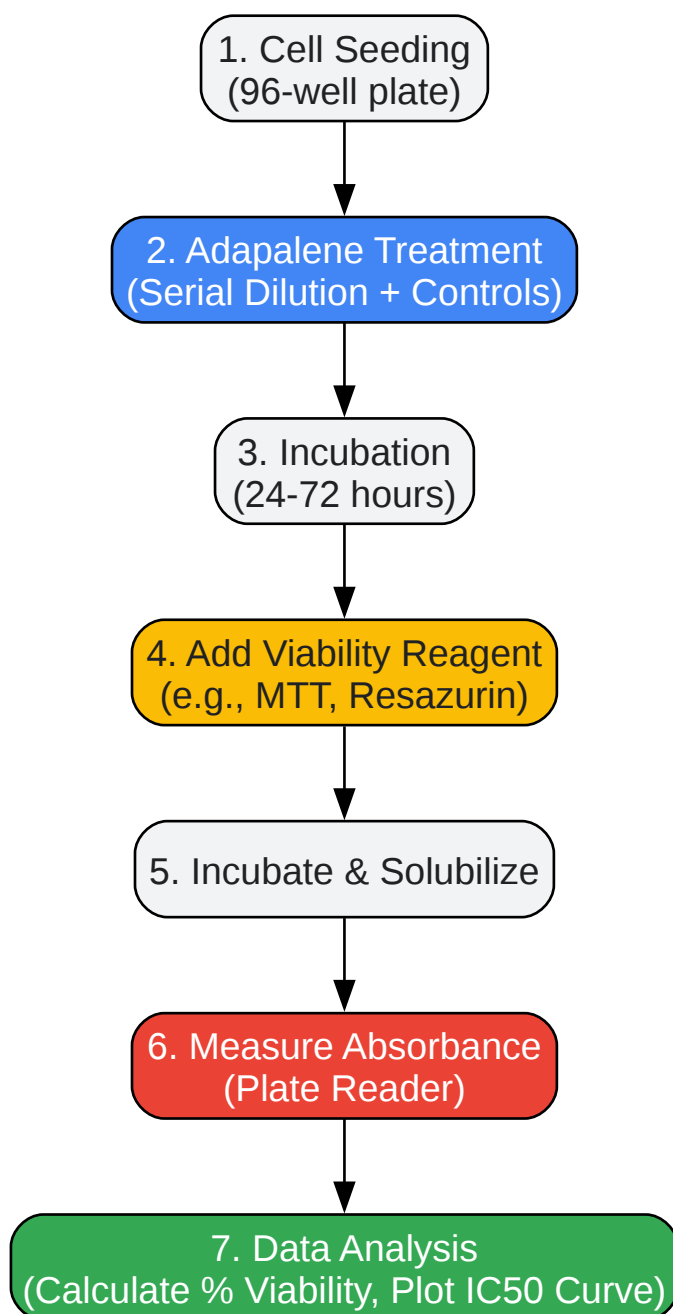 1. Cell Seeding
(96-well plate)
2. Adapalene Treatment
(Serial Dilution + Controls)
3. Incubation
(24-72 hours)
4. Add Viability Reagent
(e.g., MTT, Resazurin)
5. Incubate & Solubilize
6. Measure Absorbance
(Plate Reader)
7. Data Analysis
(Calculate % Viability, Plot IC50 Curve)